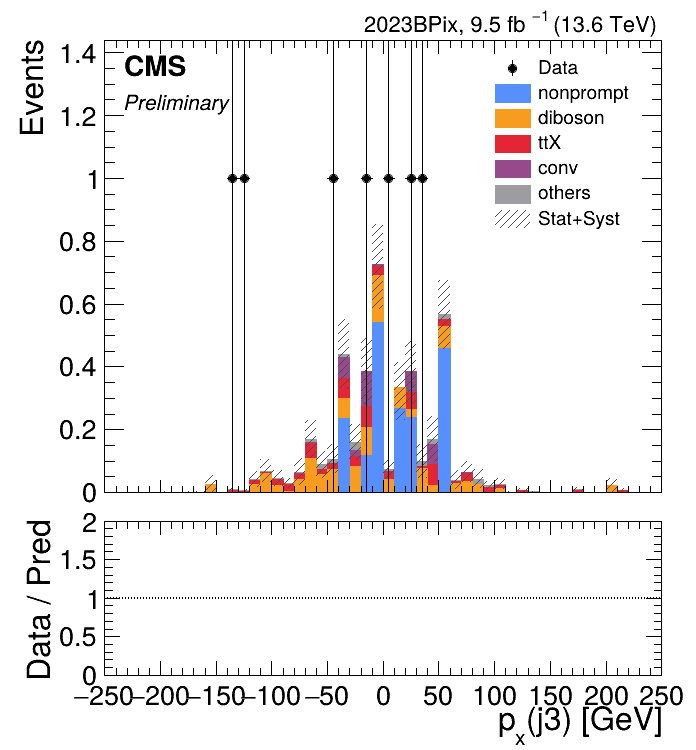 2023BPix, 9.5 fb⁻¹ (13.6 TeV)
Events
1.4
1.2
1
0.8
0.6
0.4
0.2
0
CMS
Preliminary
Data
nonprompt
diboson
ttX
conv
others
Stat+Syst
Data / Pred
2
1.5
1
0.5
0
−250 −200 −150 −100 −50 0 50 100 150 200 250
pₓ(j3) [GeV]